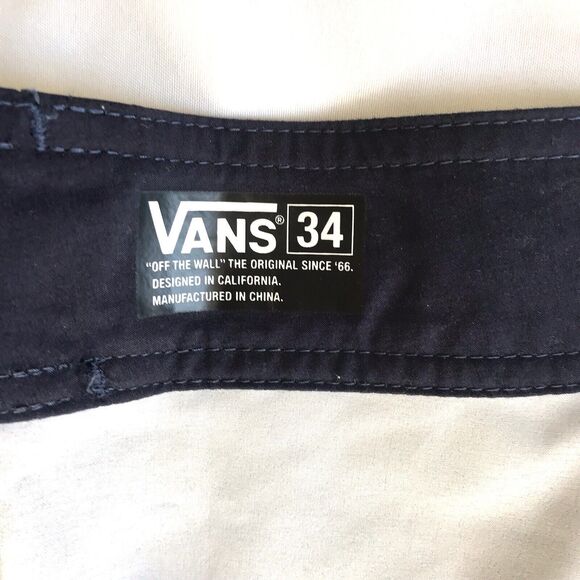 VANS® 34
"OFF THE WALL" THE ORIGINAL SINCE '66.
DESIGNED IN CALIFORNIA.
MANUFACTURED IN CHINA.